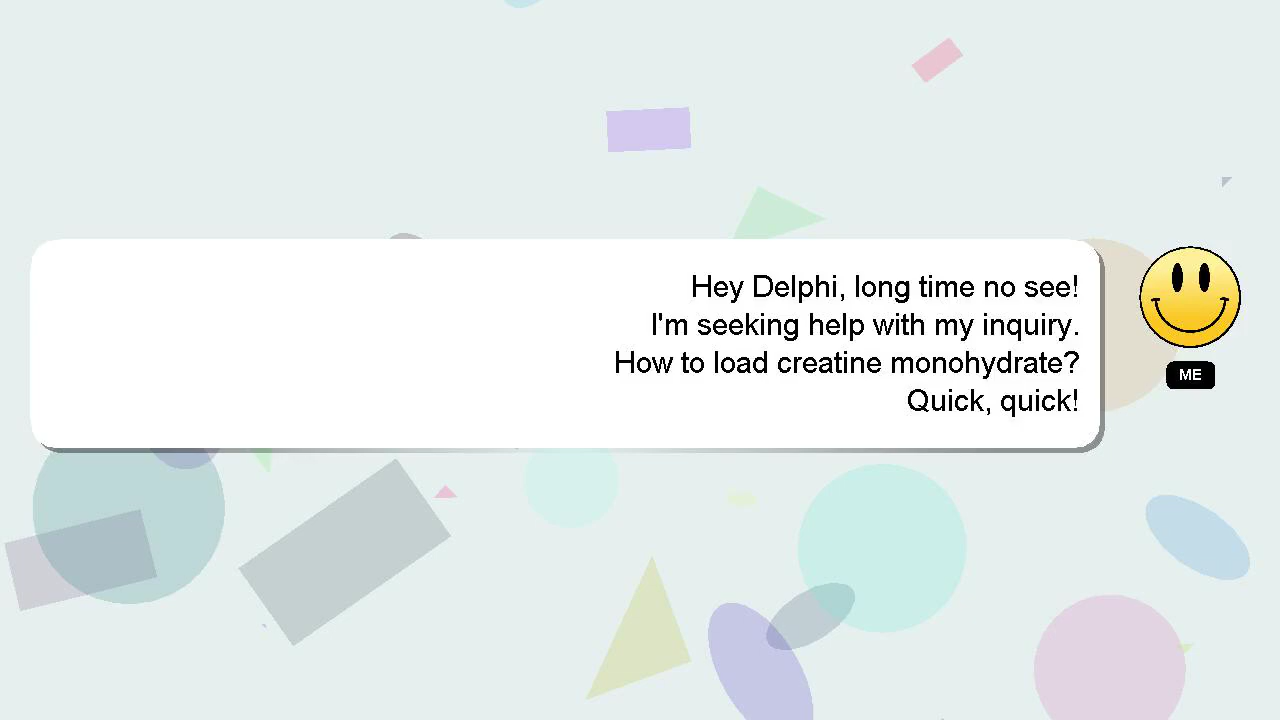 Hey Delphi, long time no see!
I'm seeking help with my inquiry.
How to load creatine monohydrate?
Quick, quick!
ME